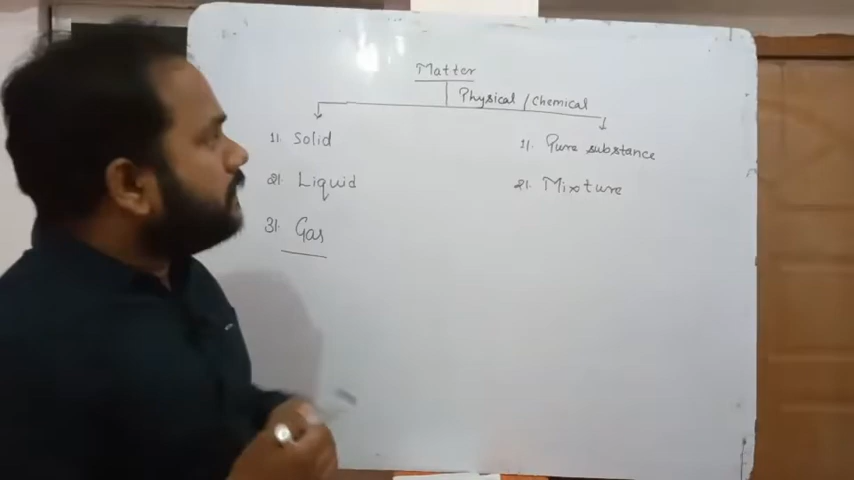 Matter
Physical / Chemical
1). Solid
2). Liquid
3). Gas
1). Pure substance
2). Mixture